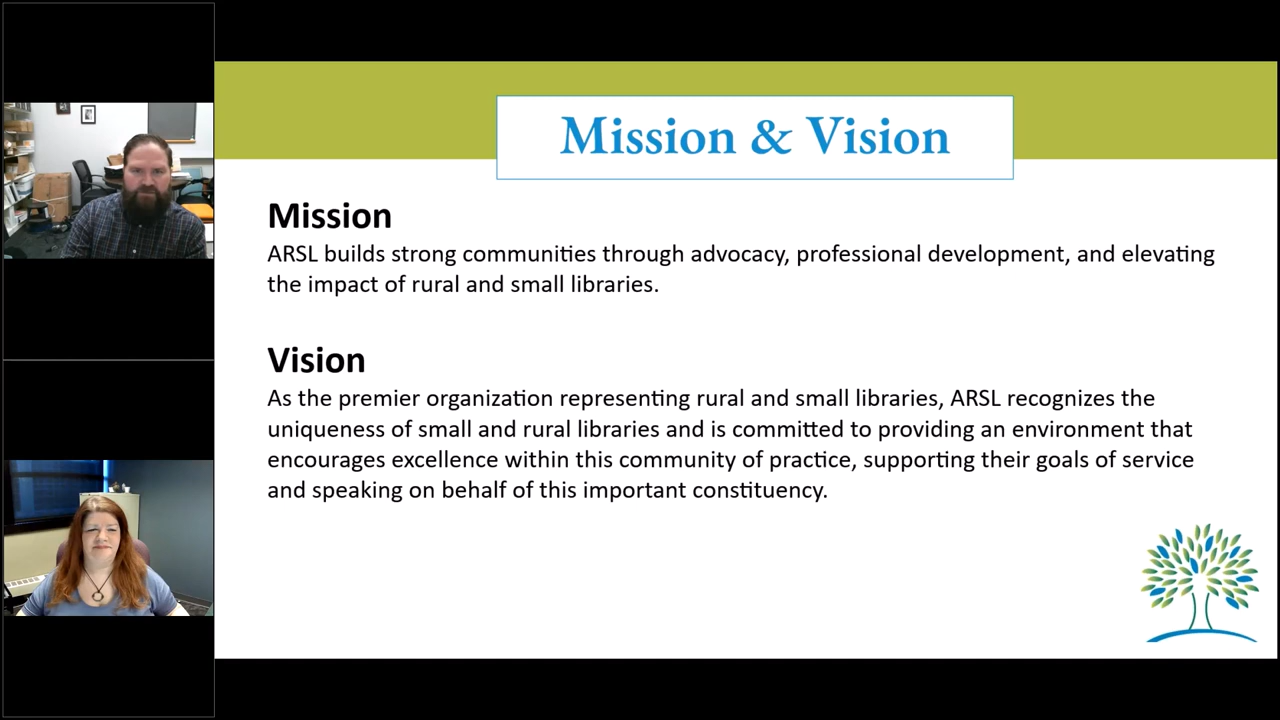 Mission & Vision
Mission
ARSL builds strong communities through advocacy, professional development, and elevating
the impact of rural and small libraries.
Vision
As the premier organization representing rural and small libraries, ARSL recognizes the
uniqueness of small and rural libraries and is committed to providing an environment that
encourages excellence within this community of practice, supporting their goals of service
and speaking on behalf of this important constituency.